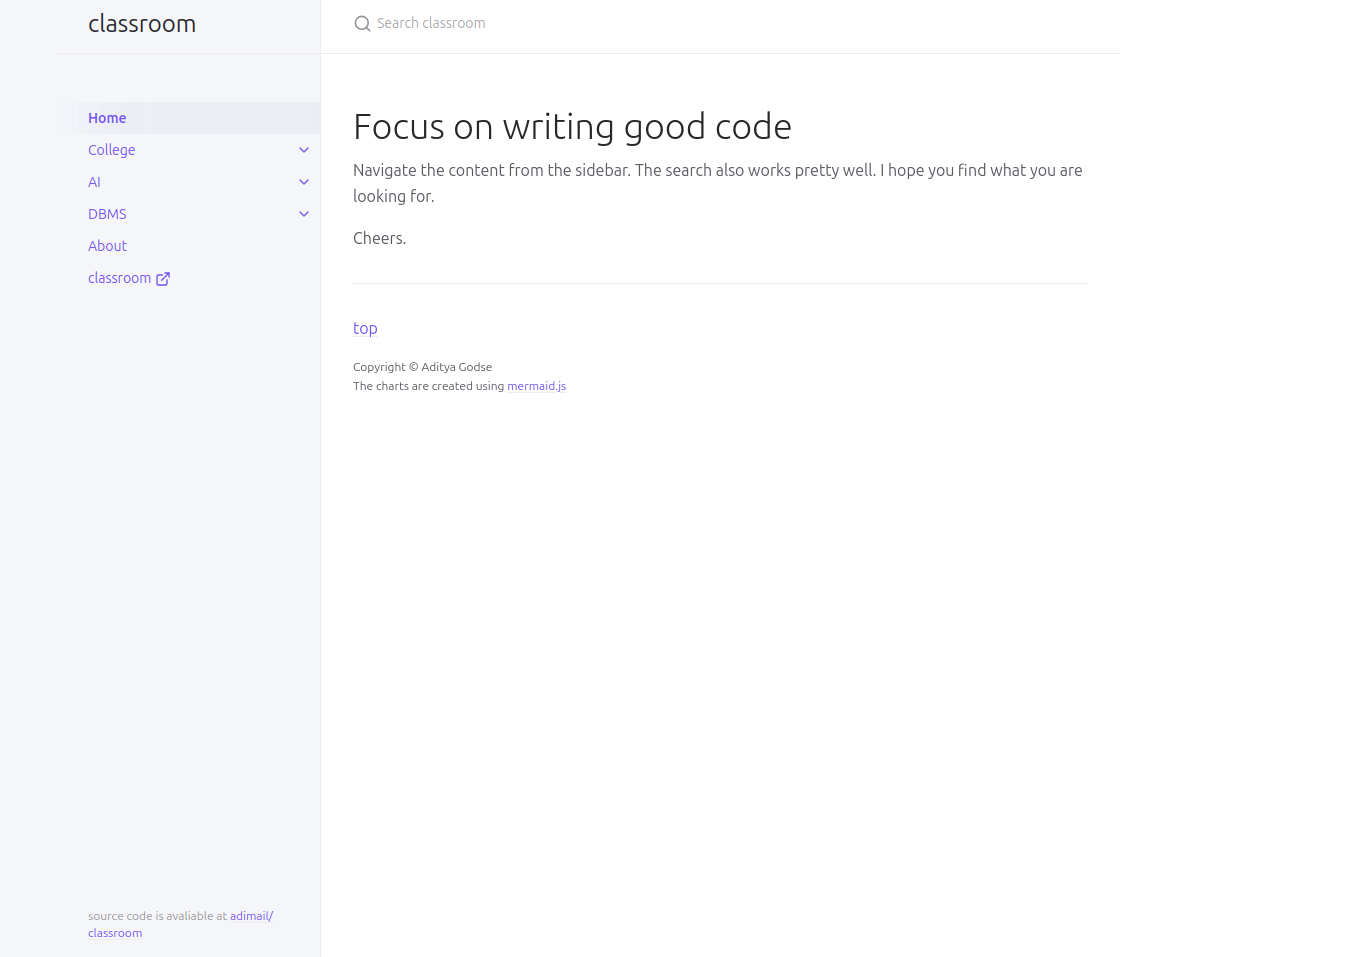 classroom
Search classroom
Home
College
AI
DBMS
About
classroom
Focus on writing good code
Navigate the content from the sidebar. The search also works pretty well. I hope you find what you are
looking for.
Cheers.
top
Copyright © Aditya Godse
The charts are created using mermaid.js
source code is avaliable at adimail/
classroom